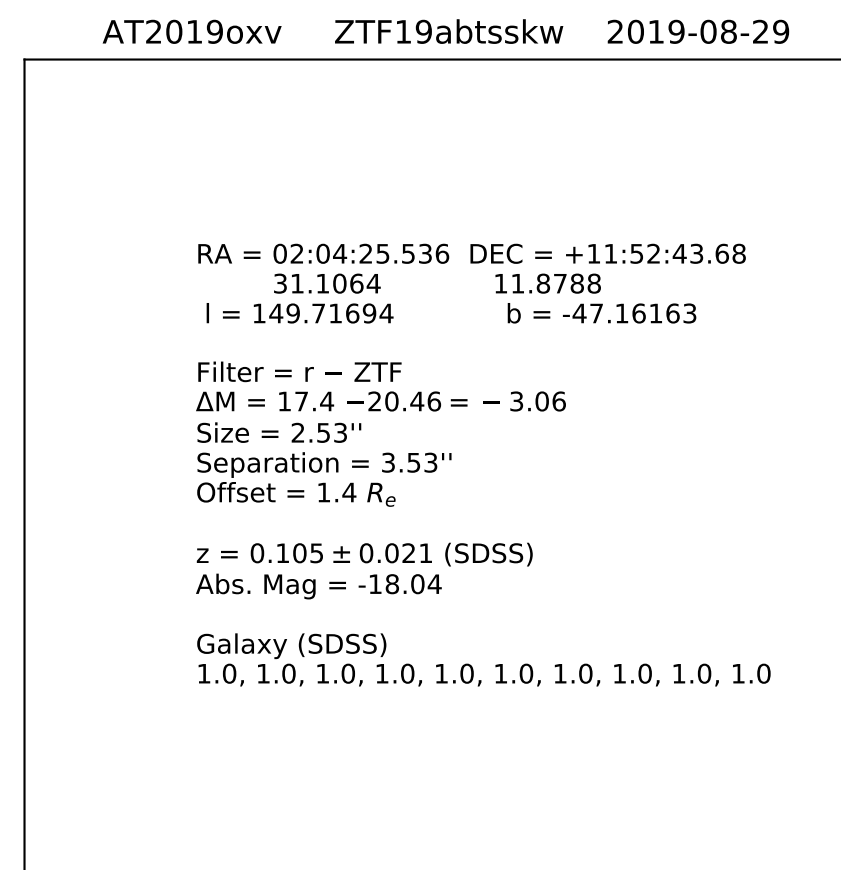 AT2019oxv ZTF19abtsskw 2019-08-29
RA = 02:04:25.536 DEC = +11:52:43.68
31.1064 11.8788
l = 149.71694 b = -47.16163
Filter = r − ZTF
ΔM = 17.4 −20.46 = − 3.06
Size = 2.53''
Separation = 3.53''
Offset = 1.4 Rₑ
z = 0.105 ± 0.021 (SDSS)
Abs. Mag = -18.04
Galaxy (SDSS)
1.0, 1.0, 1.0, 1.0, 1.0, 1.0, 1.0, 1.0, 1.0, 1.0